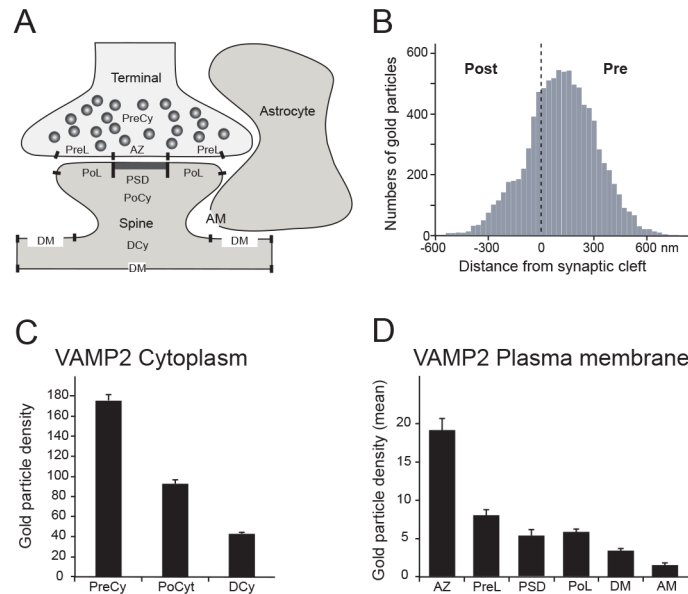 A
Terminal
PreCy
PreL AZ PreL
Astrocyte
PoL PSD PoL
PoCy
Spine
AM
DM DCy DM
DM
B
Numbers of gold particles
600
400
200
0
Post Pre
-600 -300 0 300 600 nm
Distance from synaptic cleft
C
VAMP2 Cytoplasm
Gold particle density
180
160
140
120
100
80
60
40
20
0
PreCy PoCyt DCy
D
VAMP2 Plasma membrane
Gold particle density (mean)
20
15
10
5
0
AZ PreL PSD PoL DM AM